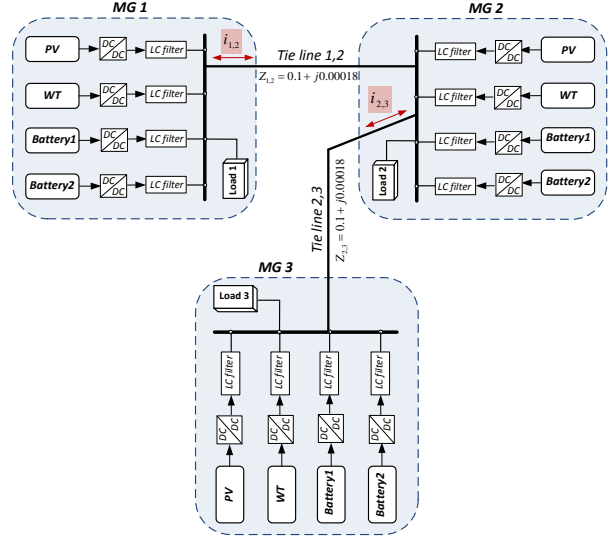 MG 1
PV
DC/DC
LC filter
WT
DC/DC
LC filter
Battery1
DC/DC
LC filter
Battery2
DC/DC
LC filter
Load 1
i1,2
Tie line 1,2
Z1,2 = 0.1 + j0.00018
i2,3
Tie line 2,3
Z2,3 = 0.1 + j0.00018
MG 2
LC filter
DC/DC
PV
LC filter
DC/DC
WT
LC filter
DC/DC
Battery1
Load 2
LC filter
DC/DC
Battery2
MG 3
Load 3
LC filter
LC filter
LC filter
LC filter
DC/DC
DC/DC
DC/DC
DC/DC
PV
WT
Battery1
Battery2